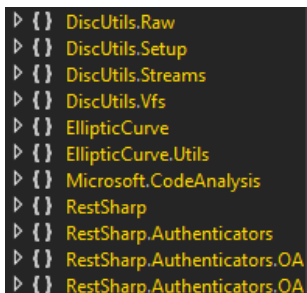 { } DiscUtils.Raw
{ } DiscUtils.Setup
{ } DiscUtils.Streams
{ } DiscUtils.Vfs
{ } EllipticCurve
{ } EllipticCurve.Utils
{ } Microsoft.CodeAnalysis
{ } RestSharp
{ } RestSharp.Authenticators
{ } RestSharp.Authenticators.OA
{ } RestSharp.Authenticators.OA